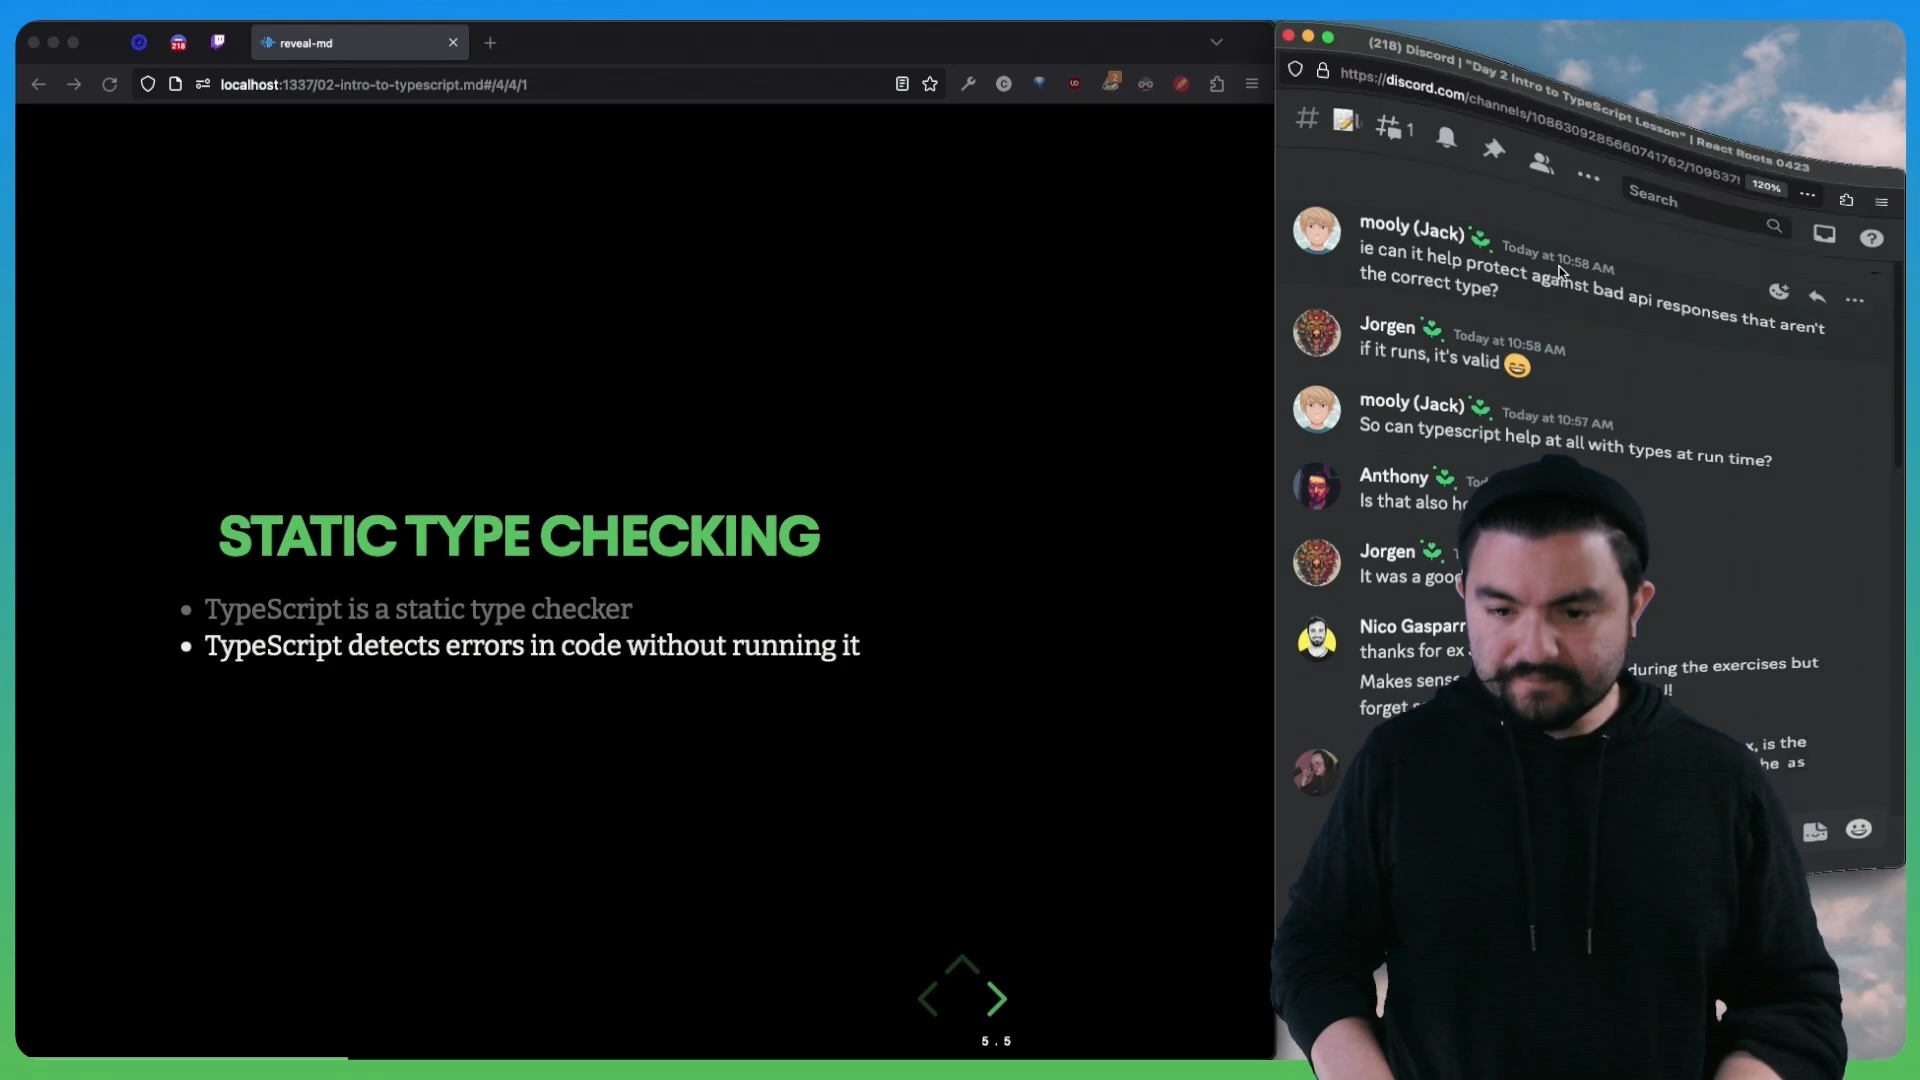 218
reveal-md
localhost:1337/02-intro-to-typescript.md#/4/4/1
2
STATIC TYPE CHECKING
TypeScript is a static type checker
TypeScript detects errors in code without running it
5 . 5
(218) Discord | "Day 2 Intro to TypeScript Lesson" | React Roots 0423
https://discord.com/channels/1086309285660741762/109537
120%
1
Search
mooly (Jack) Today at 10:58 AM
ie can it help protect against bad api responses that aren't
the correct type?
Jorgen Today at 10:58 AM
if it runs, it's valid
mooly (Jack) Today at 10:57 AM
So can typescript help at all with types at run time?
Anthony
Is that also
Jorgen
It was a good
Nico Gasparr
thanks for ex during the exercises but
Makes sense
forget
x, is the
he as